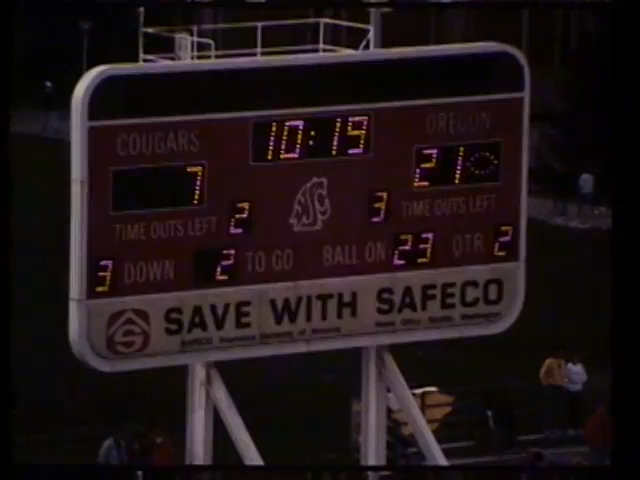 10:19
COUGARS OREGON
7 21
TIME OUTS LEFT 2 3 TIME OUTS LEFT
3 DOWN 2 TO GO BALL ON 23 QTR 2
SAVE WITH SAFECO